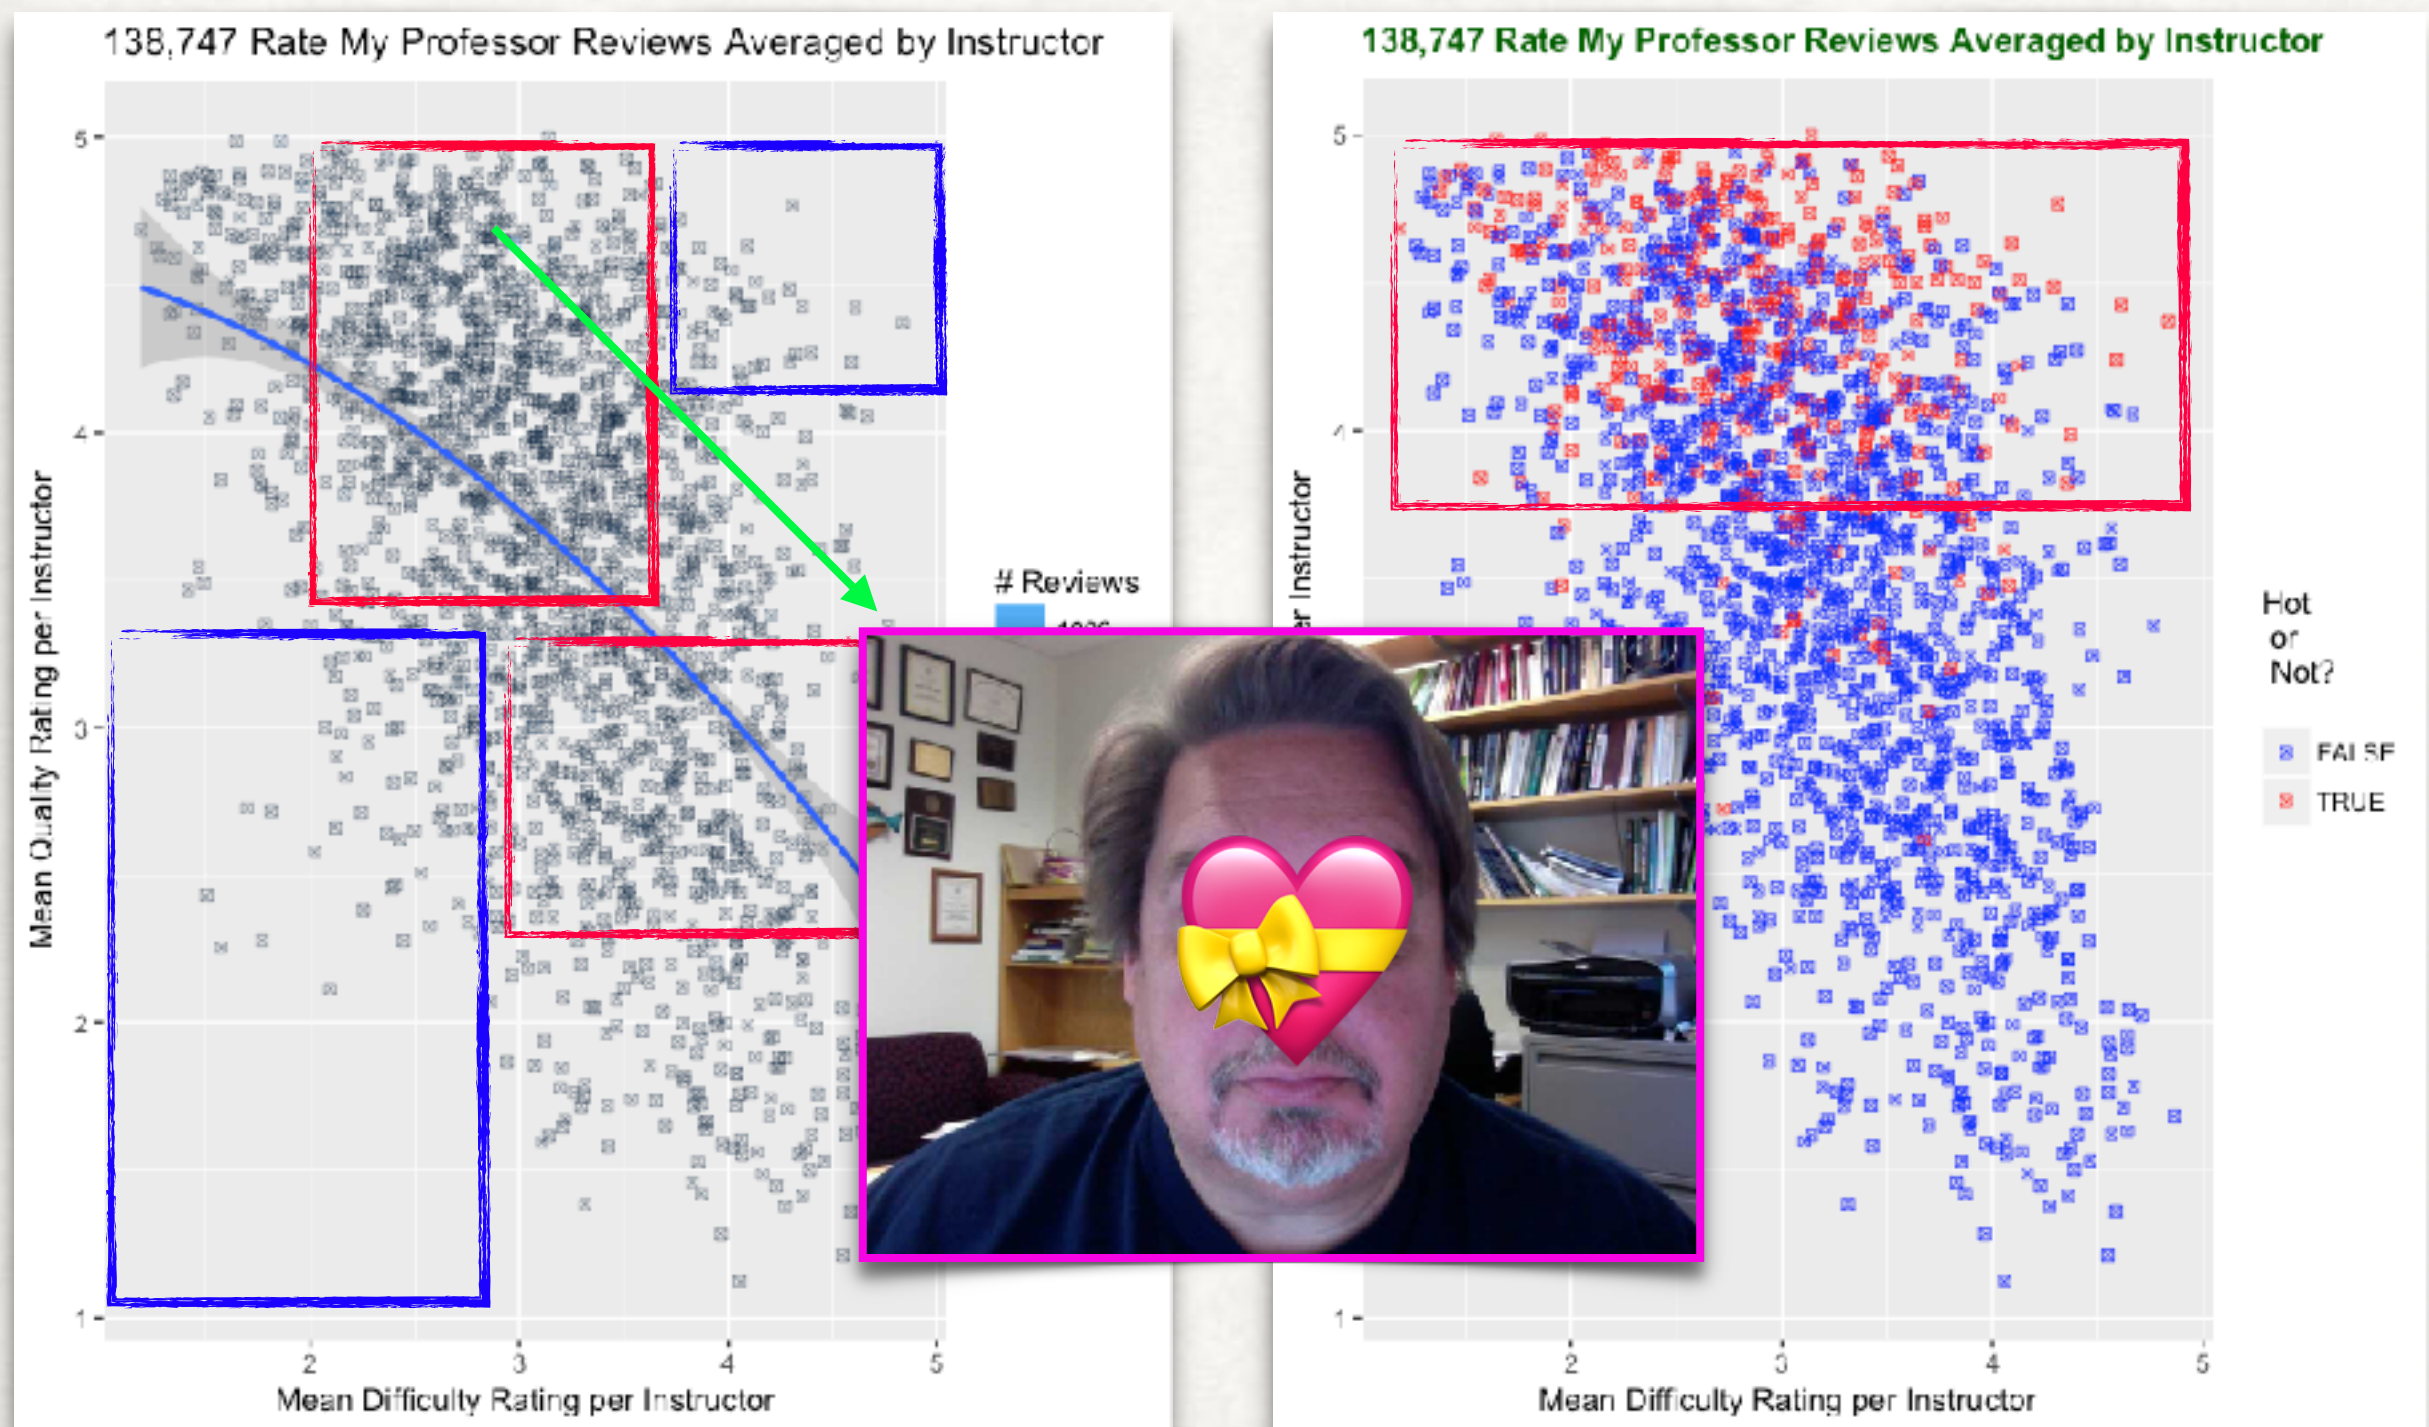 138,747 Rate My Professor Reviews Averaged by Instructor
5
4
3
2
1
Mean Quality Rating per Instructor
2
3
4
5
Mean Difficulty Rating per Instructor
# Reviews
138,747 Rate My Professor Reviews Averaged by Instructor
5
4
1
er Instructor
2
3
4
5
Mean Difficulty Rating per Instructor
Hot
or
Not?
FALSE
TRUE